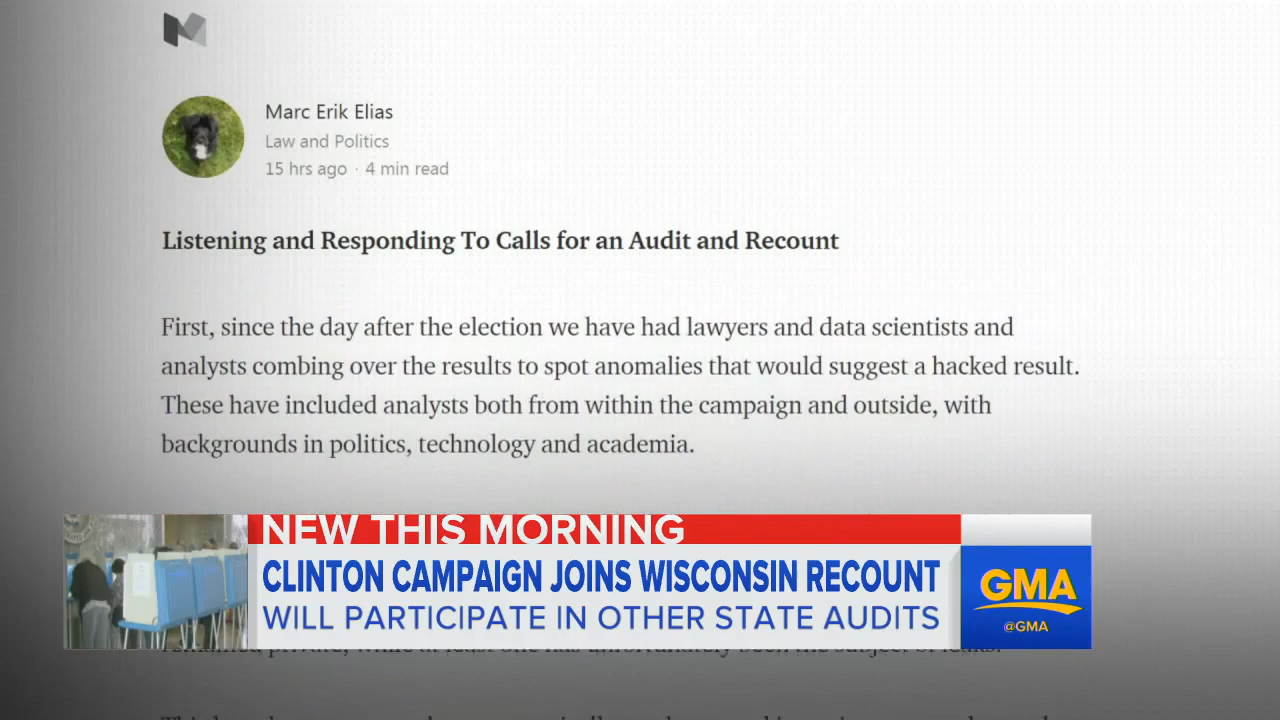 Marc Erik Elias
Law and Politics
15 hrs ago · 4 min read
Listening and Responding To Calls for an Audit and Recount
First, since the day after the election we have had lawyers and data scientists and
analysts combing over the results to spot anomalies that would suggest a hacked result.
These have included analysts both from within the campaign and outside, with
backgrounds in politics, technology and academia.
NEW THIS MORNING
CLINTON CAMPAIGN JOINS WISCONSIN RECOUNT
WILL PARTICIPATE IN OTHER STATE AUDITS
GMA
@GMA